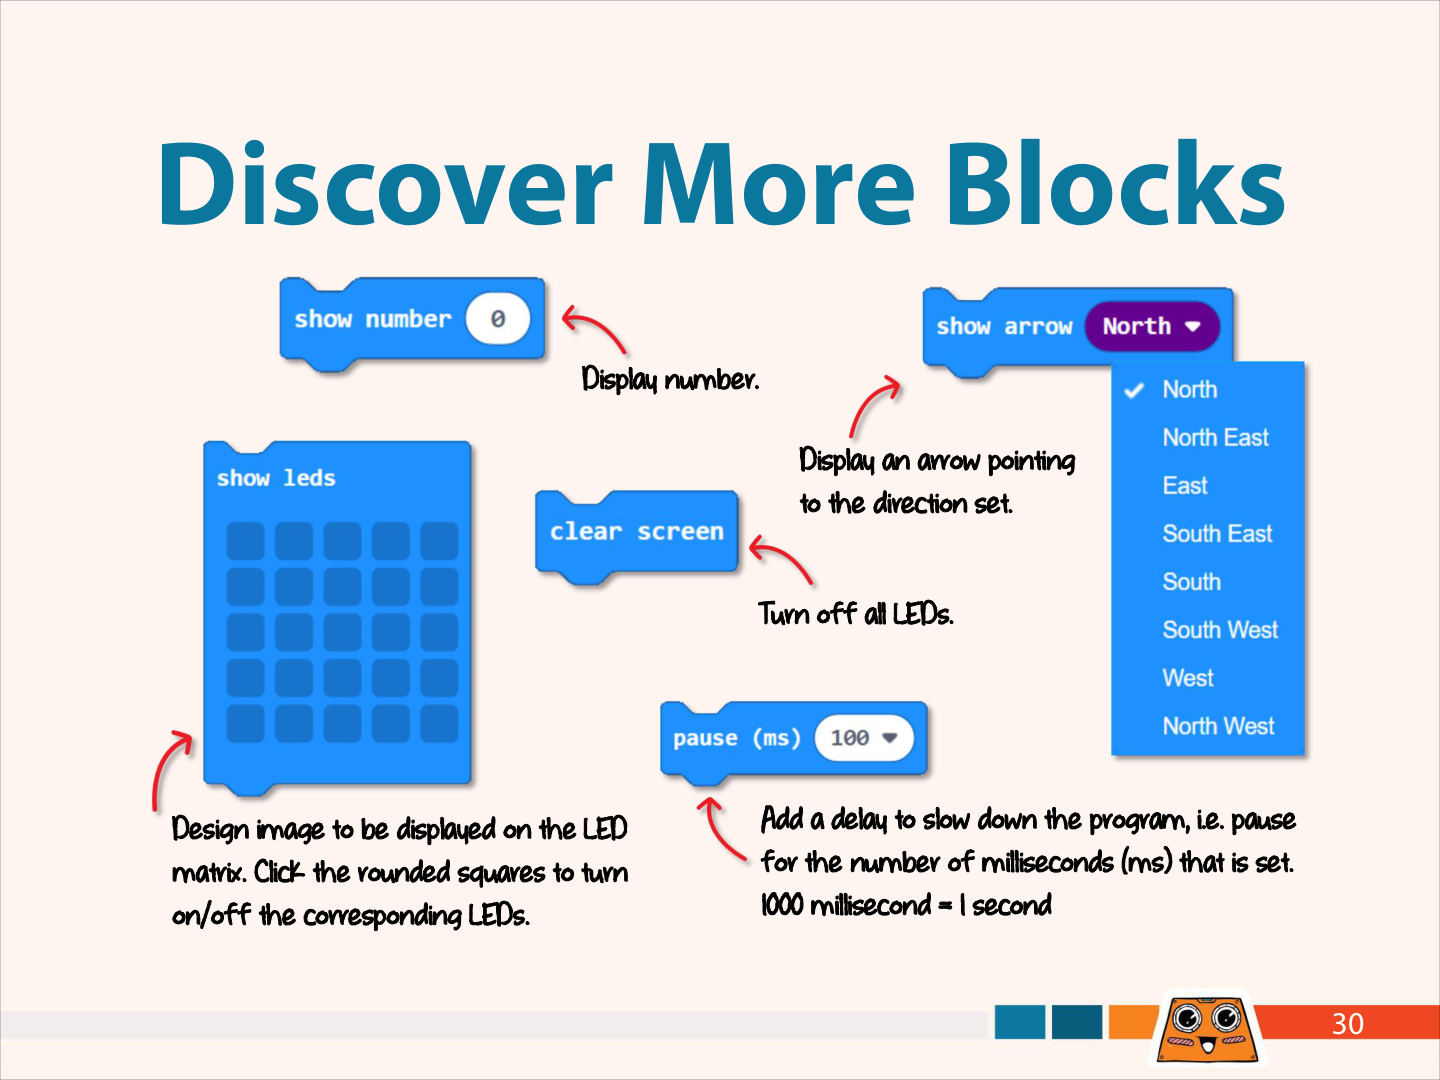 Discover More Blocks
show number 0
Display number.
show arrow North
North
North East
East
South East
South
South West
West
North West
Display an arrow pointing
to the direction set.
show leds
clear screen
Turn off all LEDs.
Design image to be displayed on the LED
matrix. Click the rounded squares to turn
on/off the corresponding LEDs.
pause (ms) 100
Add a delay to slow down the program, i.e. pause
for the number of milliseconds (ms) that is set.
1000 millisecond = 1 second
30